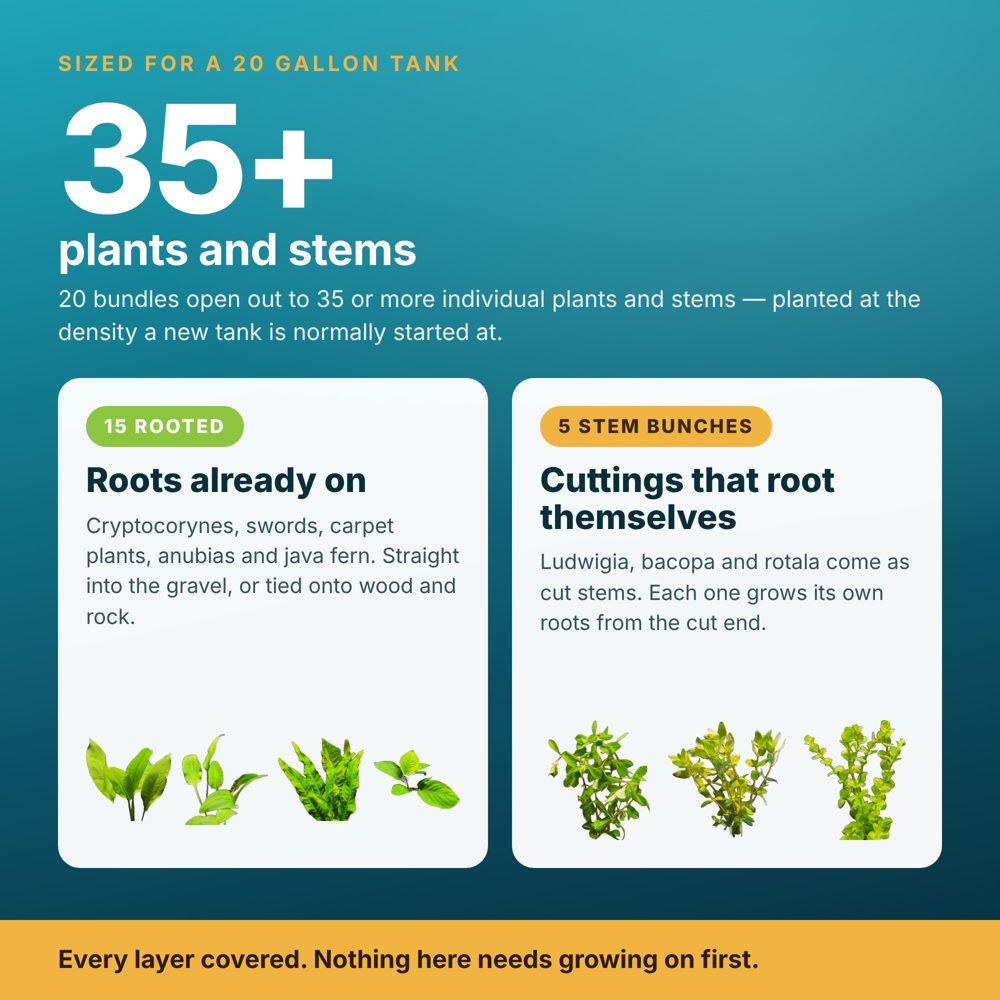 SIZED FOR A 20 GALLON TANK
35+
plants and stems
20 bundles open out to 35 or more individual plants and stems — planted at the
density a new tank is normally started at.
15 ROOTED
Roots already on
Cryptocorynes, swords, carpet
plants, anubias and java fern. Straight
into the gravel, or tied onto wood and
rock.
5 STEM BUNCHES
Cuttings that root
themselves
Ludwigia, bacopa and rotala come as
cut stems. Each one grows its own
roots from the cut end.
Every layer covered. Nothing here needs growing on first.